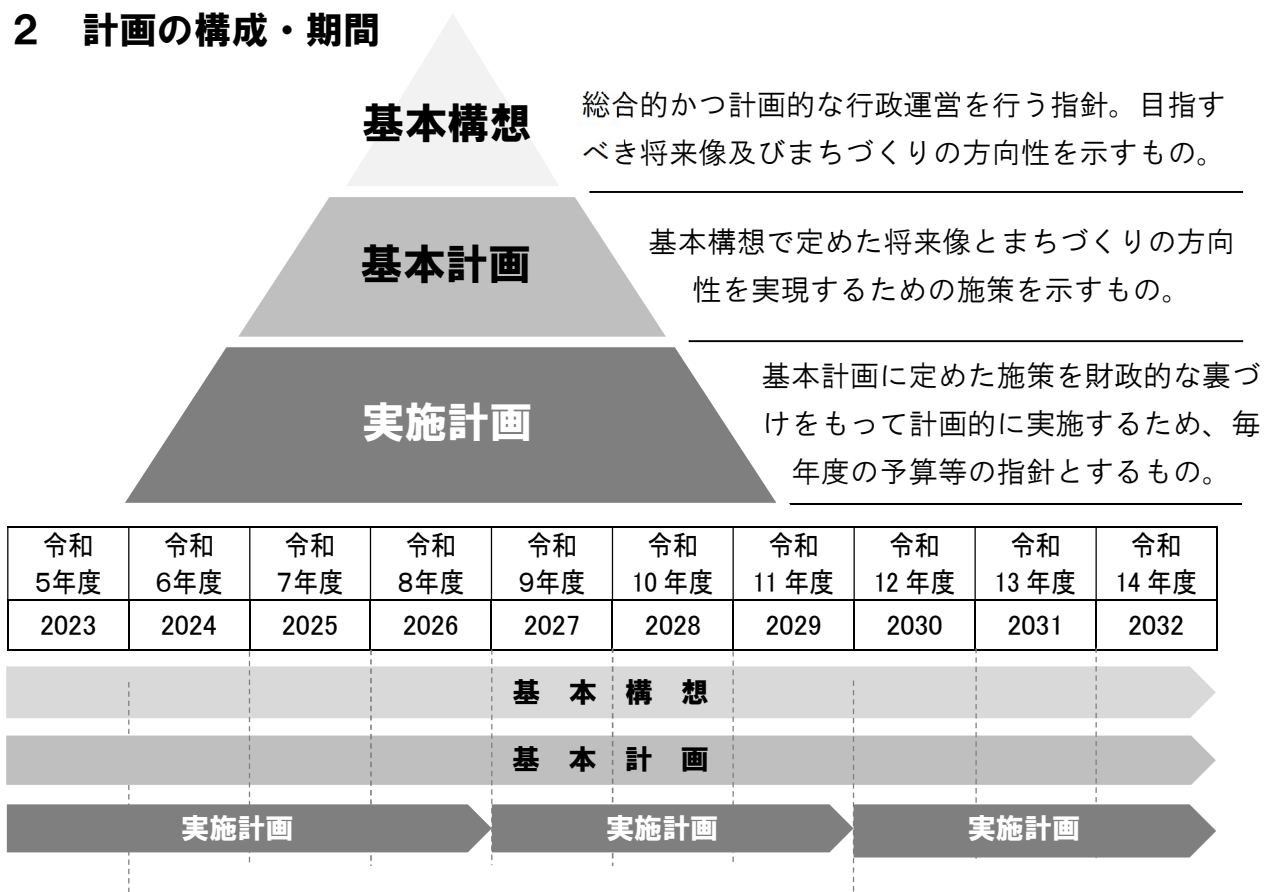 ２　計画の構成・期間
基本構想
総合的かつ計画的な行政運営を行う指針。目指す
べき将来像及びまちづくりの方向性を示すもの。
基本計画
基本構想で定めた将来像とまちづくりの方向
性を実現するための施策を示すもの。
実施計画
基本計画に定めた施策を財政的な裏づ
けをもって計画的に実施するため、毎
年度の予算等の指針とするもの。
令和 令和 令和 令和 令和 令和 令和 令和 令和 令和
5年度 6年度 7年度 8年度 9年度 10年度 11年度 12年度 13年度 14年度
2023 2024 2025 2026 2027 2028 2029 2030 2031 2032
基 本 構 想
基 本 計 画
実施計画 実施計画 実施計画